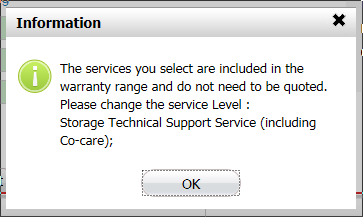 Information
The services you select are included in the
warranty range and do not need to be quoted.
Please change the service Level :
Storage Technical Support Service (including
Co-care);
OK